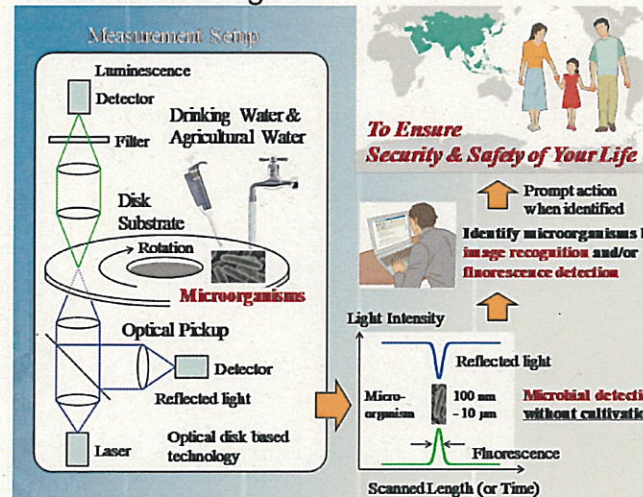 Measurement Setup
Luminescence
Detector
Filter
Drinking Water &
Agricultural Water
Disk
Substrate
Rotation
Microorganisms
Optical Pickup
Detector
Reflected light
Laser
Optical disk based
technology
To Ensure
Security & Safety of Your Life
Prompt action
when identified
Identify microorganisms
image recognition and/or
fluorescence detection
Light Intensity
Reflected light
Micro-
organism
100 nm
- 10 µm
Microbial
without
Fluorescence
Scanned Length (or Time)